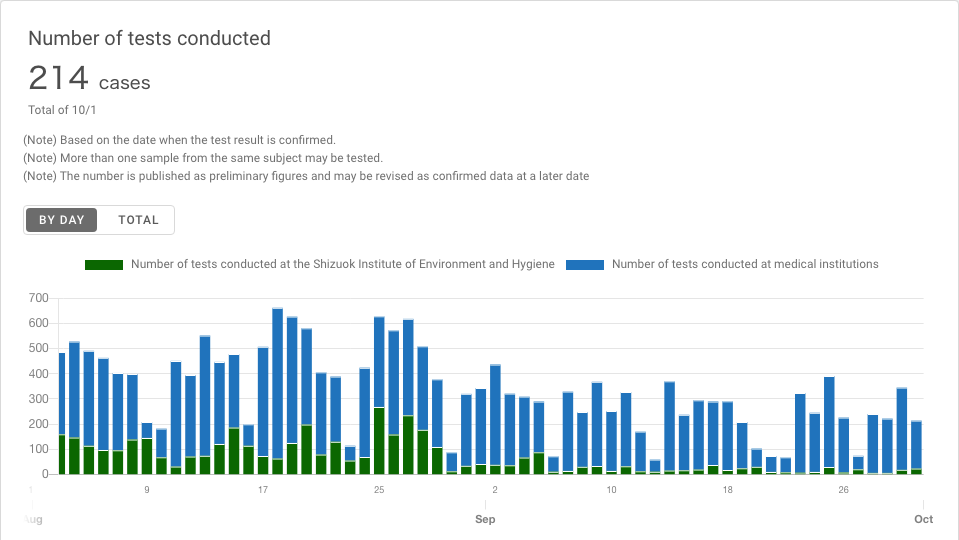 Number of tests conducted
214 cases
Total of 10/1
(Note) Based on the date when the test result is confirmed.
(Note) More than one sample from the same subject may be tested.
(Note) The number is published as preliminary figures and may be revised as confirmed data at a later date
BY DAY TOTAL
Number of tests conducted at the Shizuok Institute of Environment and Hygiene Number of tests conducted at medical institutions
700
600
500
400
300
200
100
0
9 17 25 2 10 18 26
Sep Oct